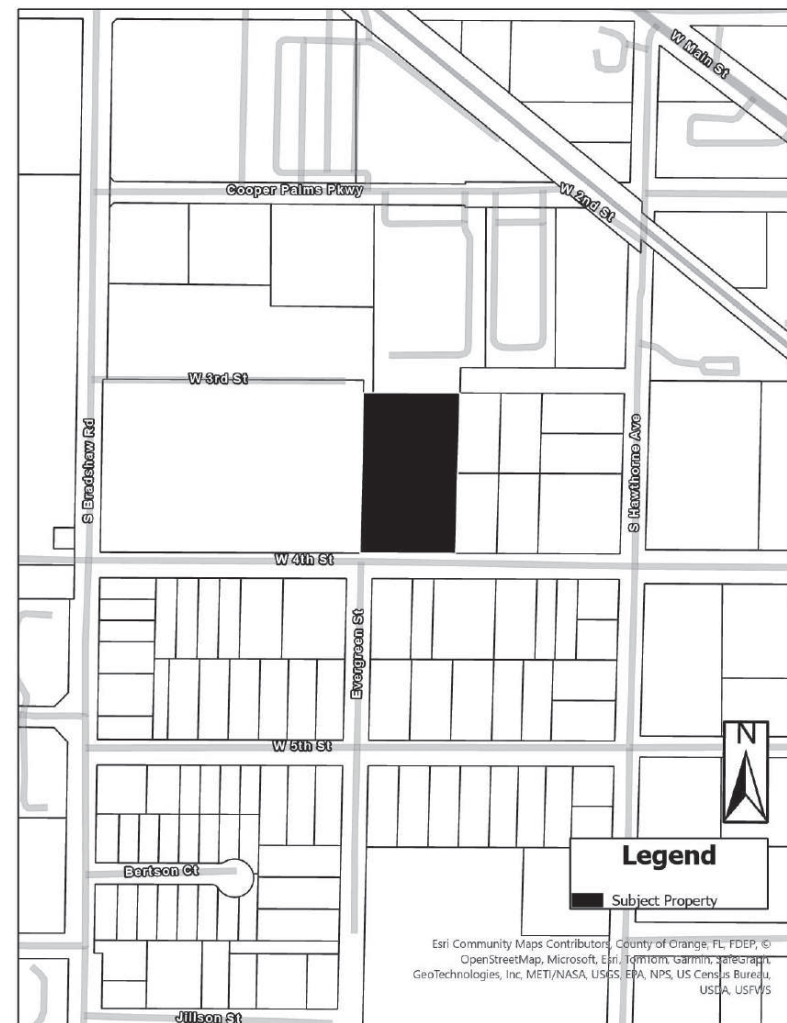 W Main St
Cooper Palms Pkwy
W 2nd St
W 3rd St
S Bradshaw Rd
S Hawthorne Ave
W 4th St
Evergreen St
W 5th St
N
Bertson Ct
Legend
Subject Property
Esri Community Maps Contributors, County of Orange, FL, FDEP, ©
OpenStreetMap, Microsoft, Esri, TomTom, Garmin, SafeGraph,
GeoTechnologies, Inc, METI/NASA, USGS, EPA, NPS, US Census Bureau,
USDA, USFWS
Jillson St